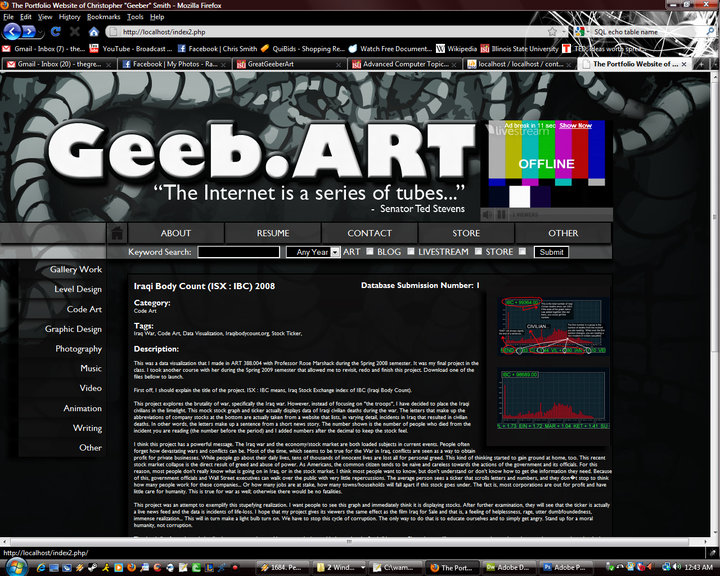 The Portfolio Website of Christopher "Geeber" Smith - Mozilla Firefox
File Edit View History Bookmarks Tools Help
http://localhost/index2.php
SQL echo table name
Gmail - Inbox (7) - the... YouTube - Broadcast ... Facebook | Chris Smith QuiBids - Shopping Re... Watch Free Document... Wikipedia Illinois State University TED: Ideas worth sprea...
Gmail - Inbox (20) - thegre... Facebook | My Photos - Ra... GreatGeeberArt Advanced Computer Topic... localhost / localhost / cont... The Portfolio Website of ...
Geeb.ART
"The Internet is a series of tubes..."
- Senator Ted Stevens
Ad break in 11 sec Show Now
livestream
OFFLINE
VIEWERS
ABOUT RESUME CONTACT STORE OTHER
Keyword Search: Any Year ART BLOG LIVESTREAM STORE Submit
Gallery Work
Level Design
Code Art
Graphic Design
Photography
Music
Video
Animation
Writing
Other
Iraqi Body Count (ISX : IBC) 2008 Database Submission Number: 1
Category:
Code Art
Tags:
Iraq War, Code Art, Data Visualization, Iraqbodycount.org, Stock Ticker,
Description:
This was a data visualization that I made in ART 388.004 with Professor Rose Marshack during the Spring 2008 semester. It was my final project in the
class. I took another course with her during the Spring 2009 semester that allowed me to revisit, redo and finish this project. Download one of the
files bellow to launch.
First off, I should explain the title of the project, ISX : IBC means, Iraq Stock Exchange index of IBC (Iraqi Body Count).
This project explores the brutality of war, specifically the Iraq war. However, instead of focusing on "the troops", I have decided to place the Iraqi
civilians in the limelight. This mock stock graph and ticker actually displays data of Iraqi civilian deaths during the war. The letters that make up the
abbreviations of company stocks at the bottom are actually taken from a website that lists, in varying detail, incidents in Iraq that resulted in civilian
deaths. In other words, the letters make up a sentence from a short news story. The number shown is the number of people who died from the
incident you are reading (the number before the period) and I added numbers after the decimal to keep the stock feel.
I think this project has a powerful message. The Iraq war and the economy/stock market are both loaded subjects in current events. People often
forget how devastating wars and conflicts can be. Most of the time, which seems to be true for the War in Iraq, conflicts are seen as a way to obtain
profit for private businesses. While people go about their daily lives, tens of thousands of innocent lives are lost all for personal greed. This kind of thinking started to gain ground at home, too. This recent
stock market collapse is the direct result of greed and abuse of power. As Americans, the common citizen tends to be naive and careless towards the actions of the government and its officials. For this
reason, most people don't really know what is going on in Iraq, or in the stock market. I think most people want to know, but don't understand or don't know how to get the information they need. Because
of this, government officials and Wall Street executives can walk over the public with very little repercussions. The average person sees a ticker that scrolls letters and numbers, and they don�t stop to think
how many people work for these companies... Or how many jobs are at stake, how many towns/households will fall apart if this stock goes under. The fact is, most corporations are out for profit and have
little care for humanity. This is true for war as well; otherwise there would be no fatalities.
This project was an attempt to exemplify this stupefying realization. I want people to see this graph and immediately think it is displaying stocks. After further examination, they will see that the ticker is actually
a live news feed and the data is incidents of life-loss. I hope that my project gives its viewers the same effect as the film Iraq for Sale and that is, a feeling of helplessness, rage, utter dumbfoundedness,
immense realization... This will in turn make a light bulb turn on. We have to stop this cycle of corruption. The only way to do that is to educate ourselves and to simply get angry. Stand up for a moral
humanity, not corruption.
CIVILIAN
IBC = 98689.00
http://localhost/index2.php/
1684. Pe... 2 Wind... C:\wam... The Port... Adobe D... Adobe P... 12:43 AM